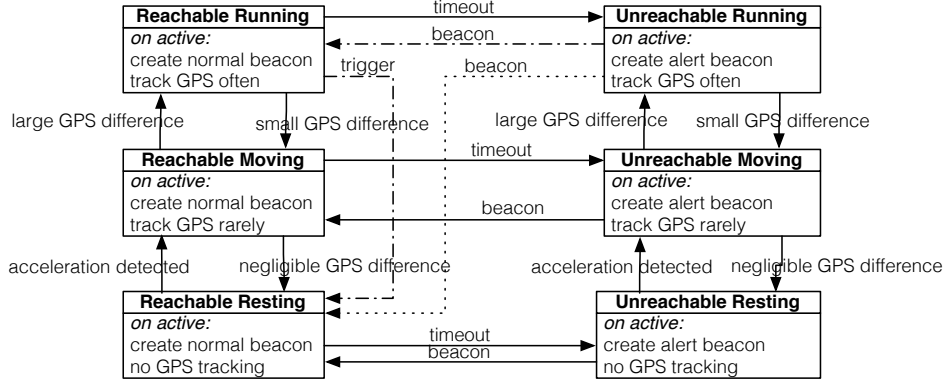 Reachable Running
on active:
create normal beacon
track GPS often
timeout
beacon
trigger
beacon
Unreachable Running
on active:
create alert beacon
track GPS often
large GPS difference
small GPS difference
large GPS difference
small GPS difference
Reachable Moving
on active:
create normal beacon
track GPS rarely
timeout
beacon
Unreachable Moving
on active:
create alert beacon
track GPS rarely
acceleration detected
negligible GPS difference
acceleration detected
negligible GPS difference
Reachable Resting
on active:
create normal beacon
no GPS tracking
timeout
beacon
Unreachable Resting
on active:
create alert beacon
no GPS tracking